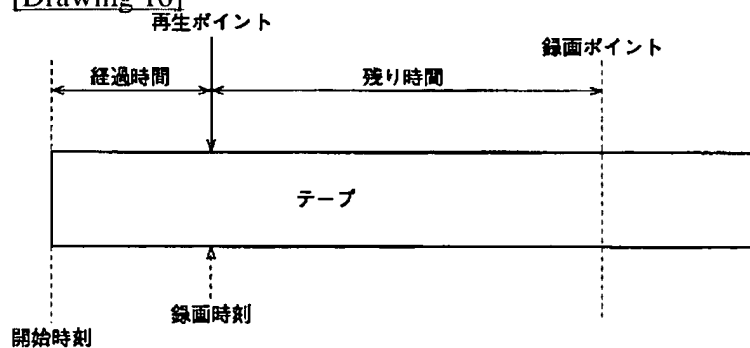 [Drawing 16]
再生ポイント
録画ポイント
経過時間
残り時間
テープ
録画時刻
開始時刻